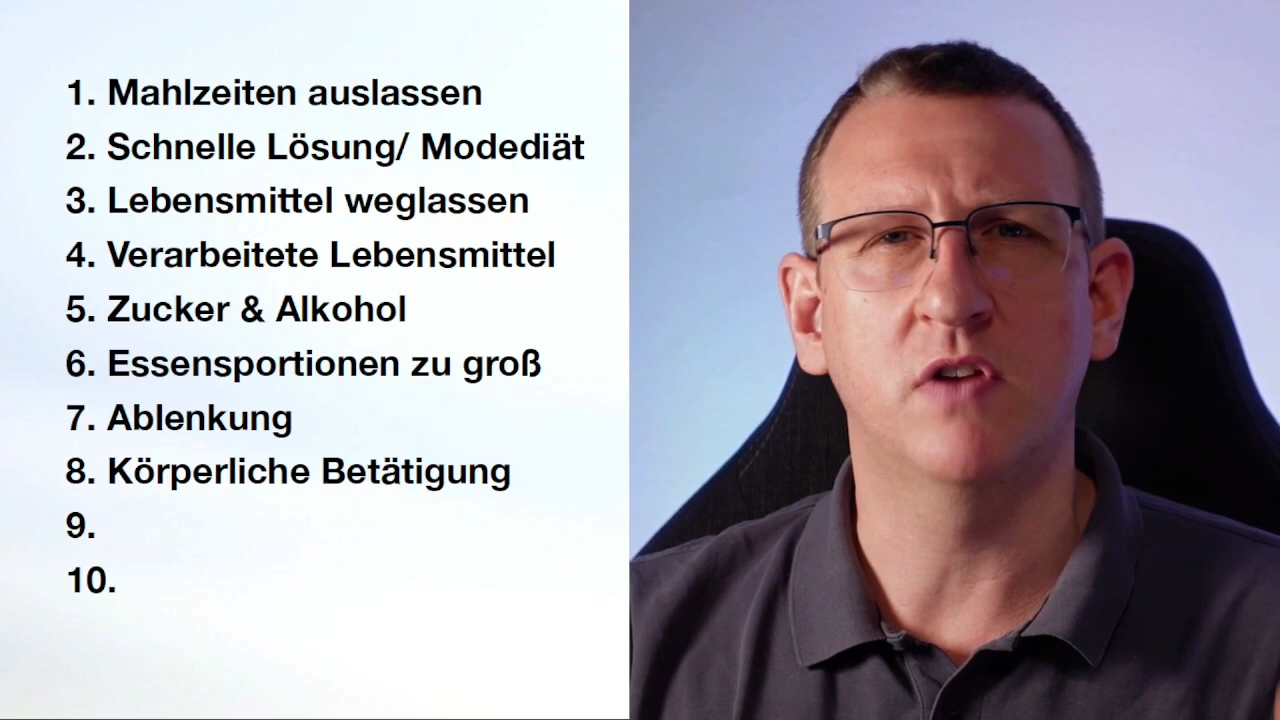 1. Mahlzeiten auslassen
2. Schnelle Lösung/ Modediät
3. Lebensmittel weglassen
4. Verarbeitete Lebensmittel
5. Zucker & Alkohol
6. Essensportionen zu groß
7. Ablenkung
8. Körperliche Betätigung
9.
10.